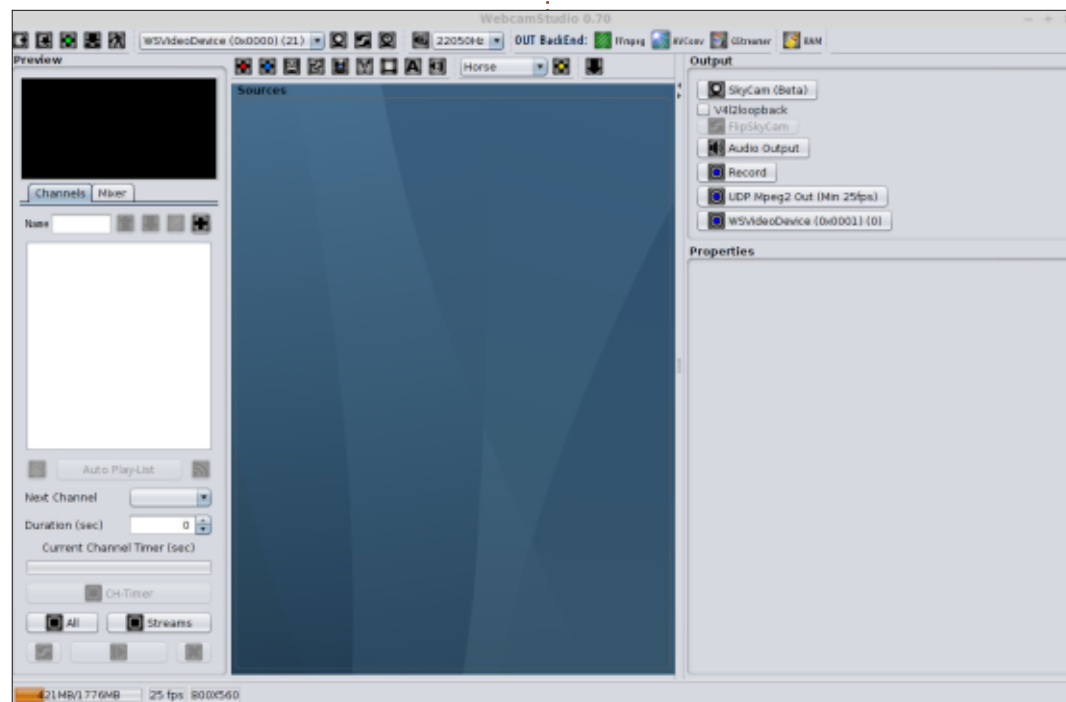 WebcamStudio 0.70
WSVideoDevice (0x0000) (21)
22050Hz
OUT BackEnd:
FFmpeg
AVConv
GStreamer
RAM
Preview
Channels
Mixer
Name
Auto Play-List
Next Channel
Duration (sec)
0
Current Channel Timer (sec)
CH-Timer
All
Streams
Horse
Sources
Output
SkyCam (Beta)
V4l2loopback
FlipSkyCam
Audio Output
Record
UDP Mpeg2 Out (Min 25fps)
WSVideoDevice (0x0001) (0)
Properties
421MB/1776MB
25 fps
800X560